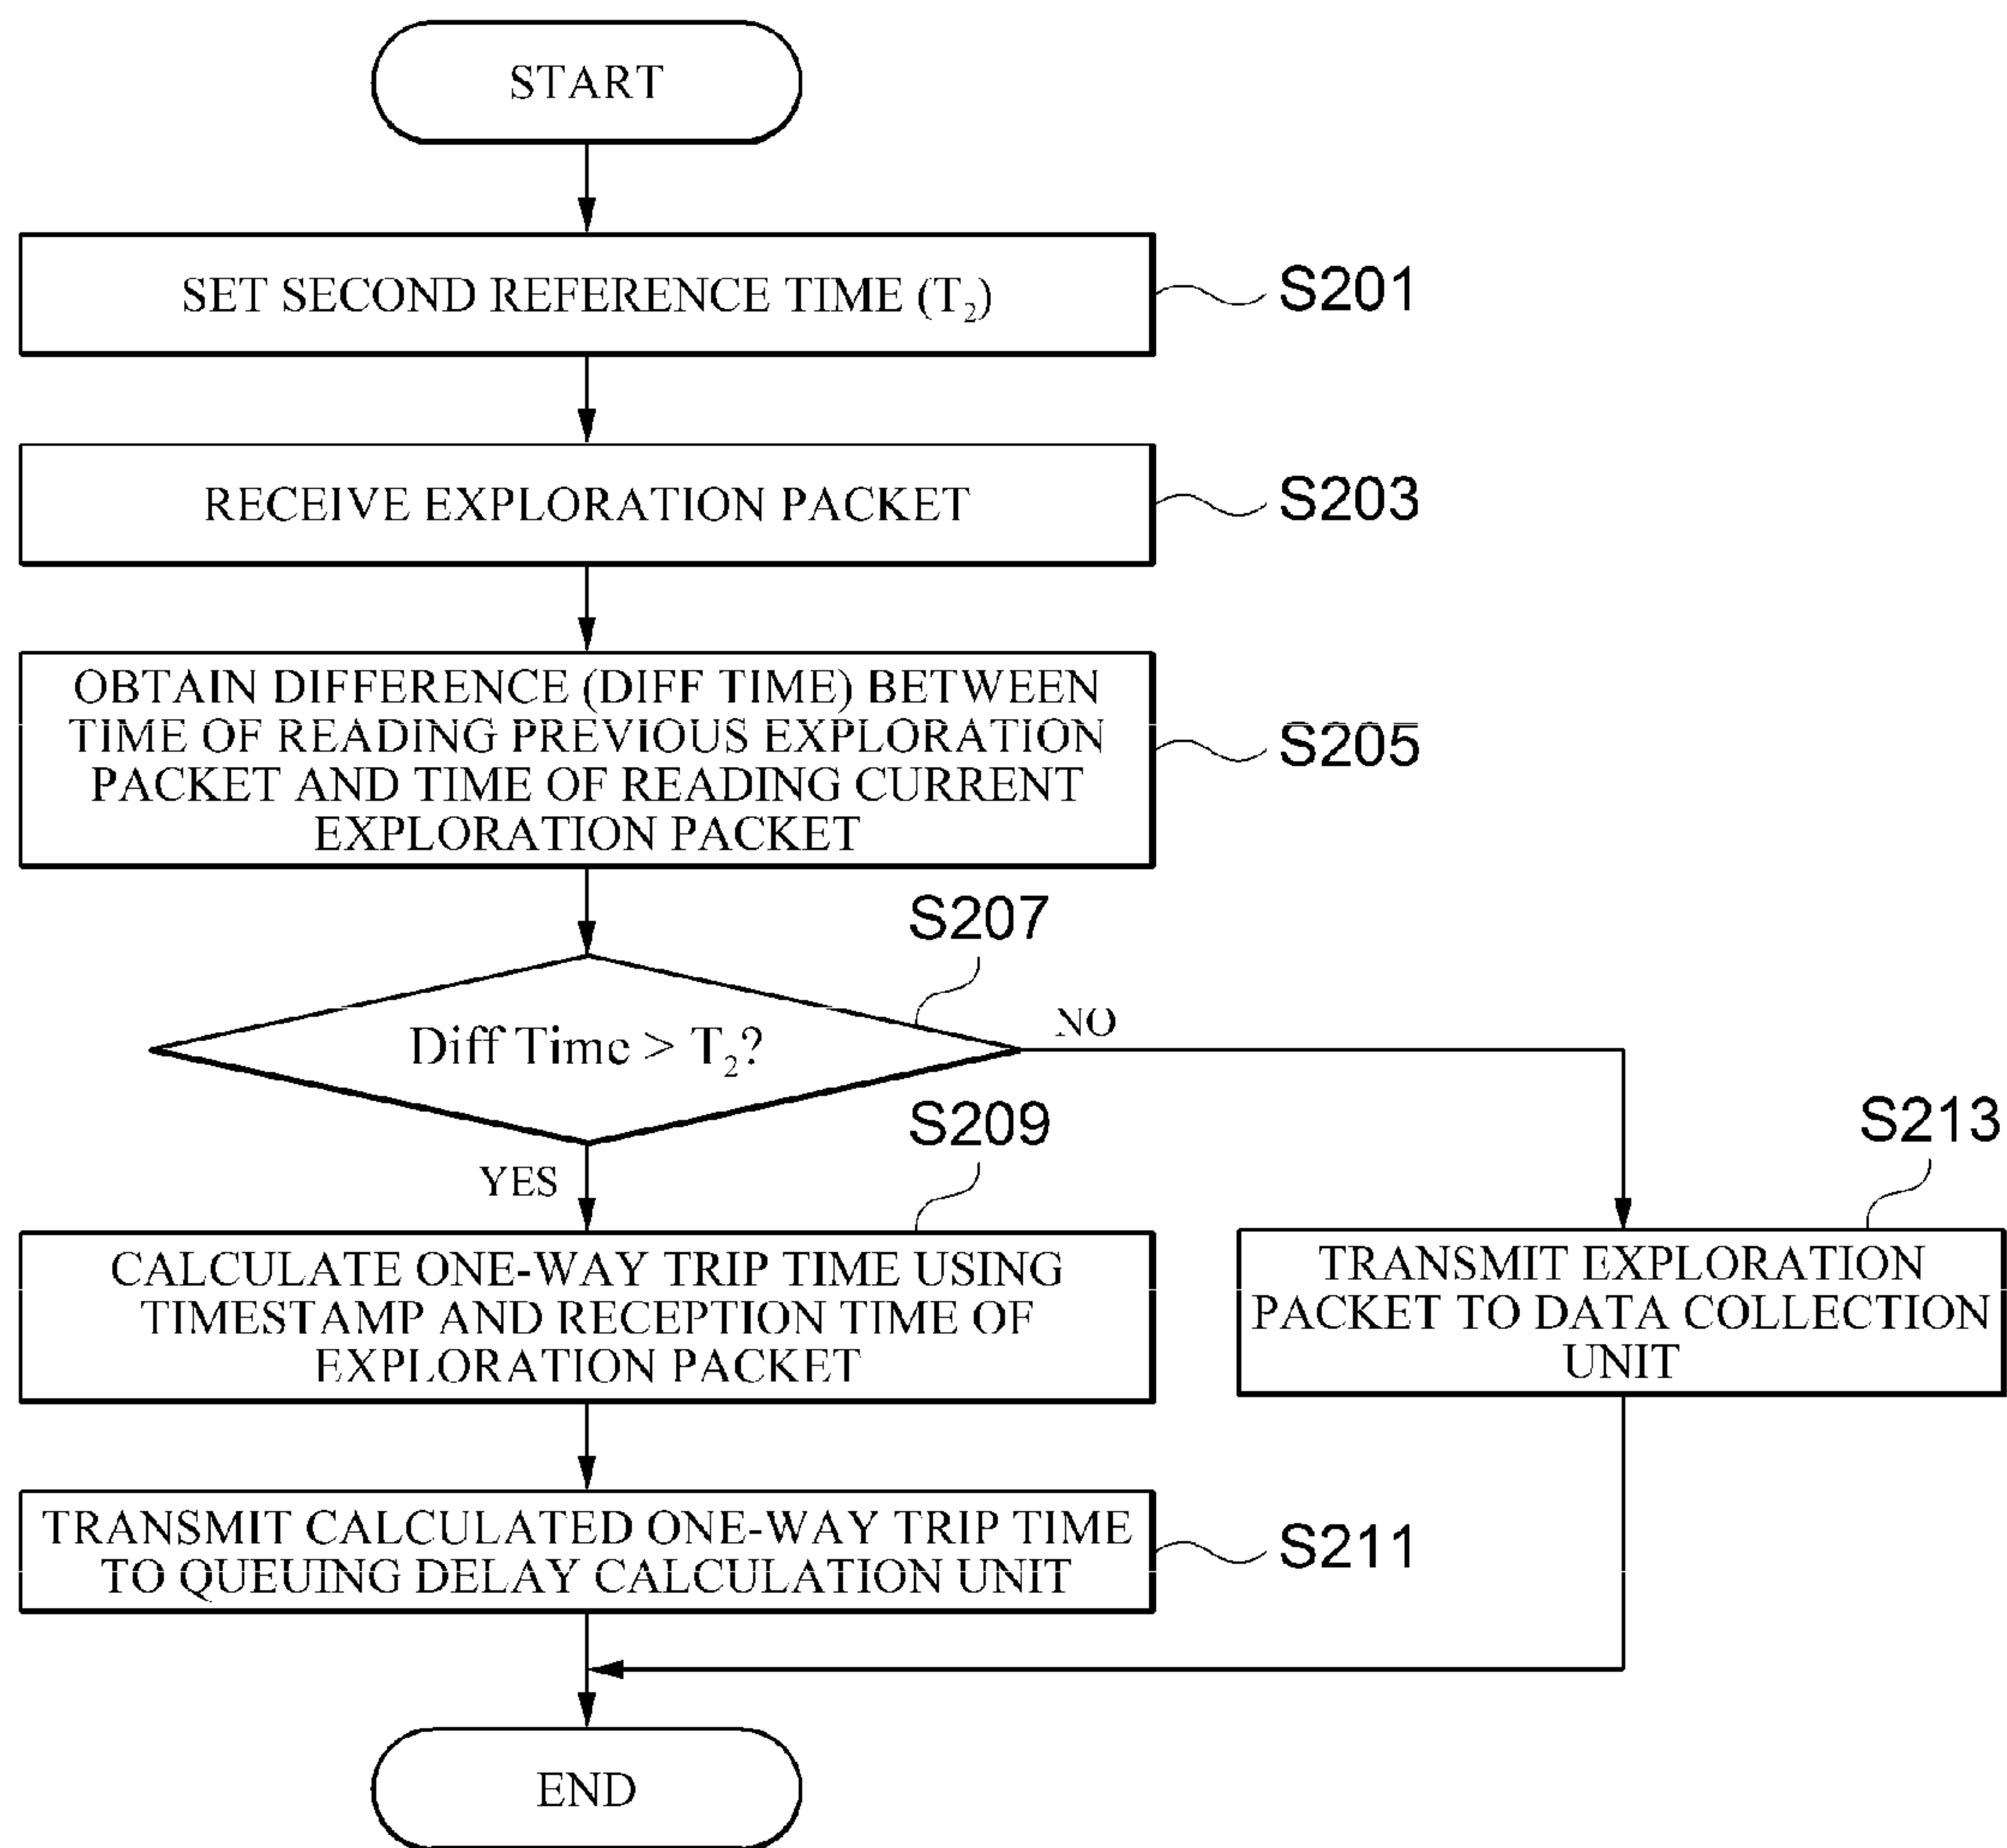 START
SET SECOND REFERENCE TIME (T₂)
S201
RECEIVE EXPLORATION PACKET
S203
OBTAIN DIFFERENCE (DIFF TIME) BETWEEN
TIME OF READING PREVIOUS EXPLORATION
PACKET AND TIME OF READING CURRENT
EXPLORATION PACKET
S205
S207
Diff Time > T₂?
NO
YES
S209
CALCULATE ONE-WAY TRIP TIME USING
TIMESTAMP AND RECEPTION TIME OF
EXPLORATION PACKET
S213
TRANSMIT EXPLORATION
PACKET TO DATA COLLECTION
UNIT
TRANSMIT CALCULATED ONE-WAY TRIP TIME
TO QUEUING DELAY CALCULATION UNIT
S211
END